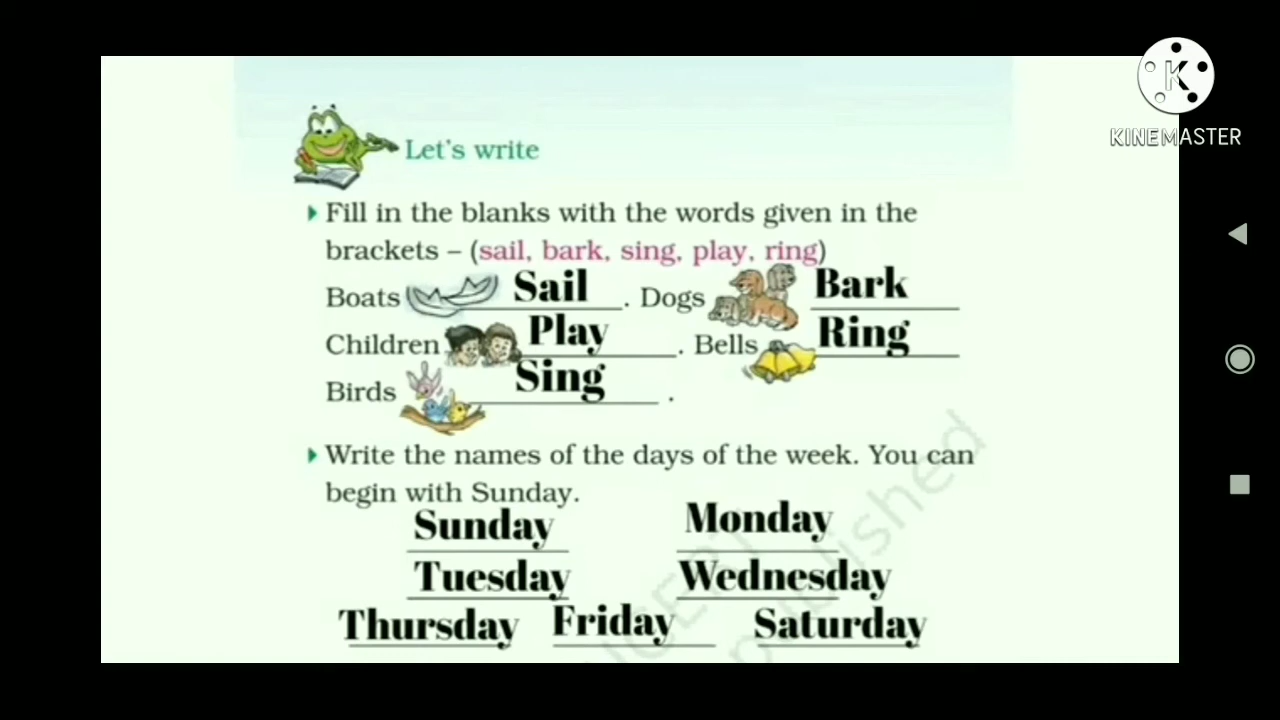 KINEMASTER
Let's write
Fill in the blanks with the words given in the
brackets – (sail, bark, sing, play, ring)
Boats Sail . Dogs Bark
Children Play . Bells Ring
Birds Sing .
Write the names of the days of the week. You can
begin with Sunday.
Sunday Monday
Tuesday Wednesday
Thursday Friday Saturday
NCERT
published